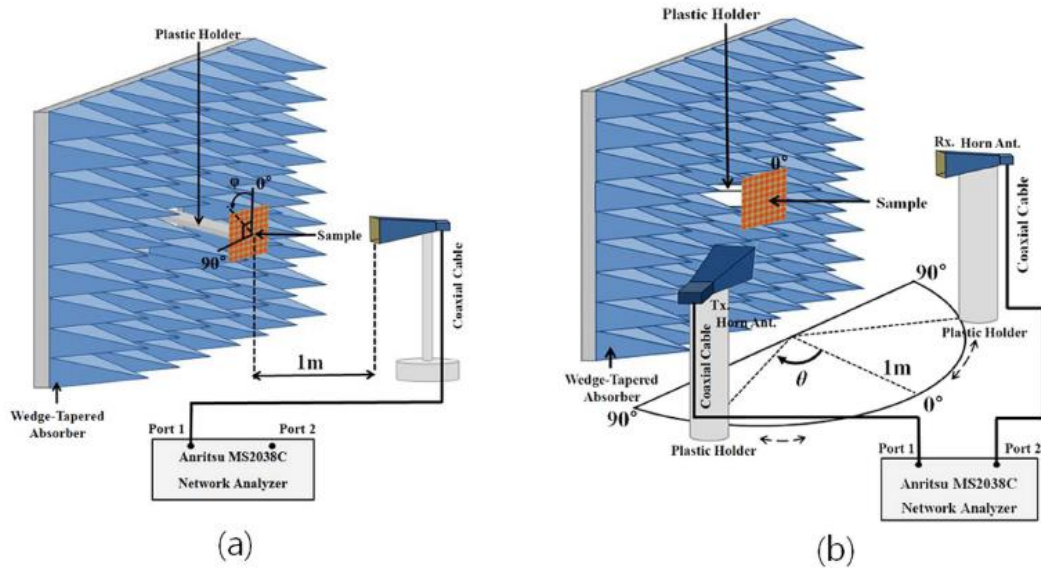 Plastic Holder
φ
0°
Sample
90°
Coaxial Cable
1m
Wedge-Tapered
Absorber
Port 1
Port 2
Anritsu MS2038C
Network Analyzer
(a)
Plastic Holder
Rx. Horn Ant.
0°
Sample
Coaxial Cable
90°
Tx.
Horn Ant.
Plastic Holder
Coaxial Cable
1m
θ
Wedge-Tapered
Absorber
0°
90°
Plastic Holder
Port 1
Port 2
Anritsu MS2038C
Network Analyzer
(b)